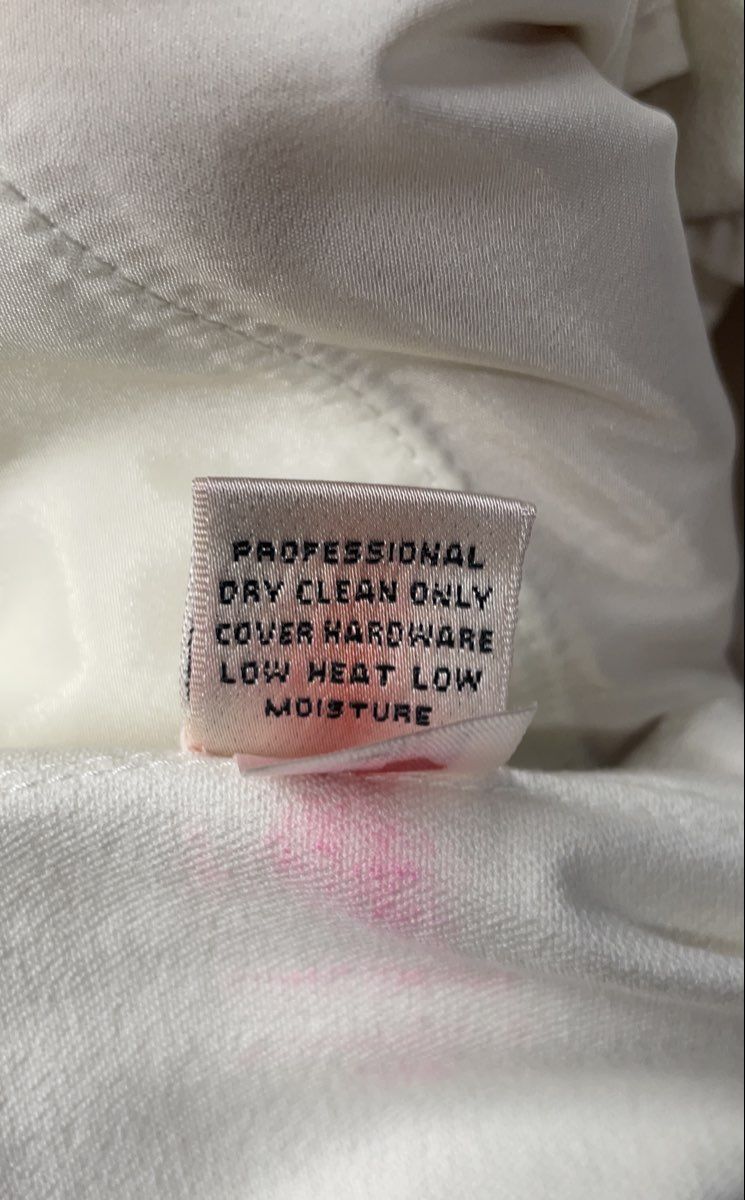 PROFESSIONAL
DRY CLEAN ONLY
COVER HARDWARE
LOW HEAT LOW
MOISTURE